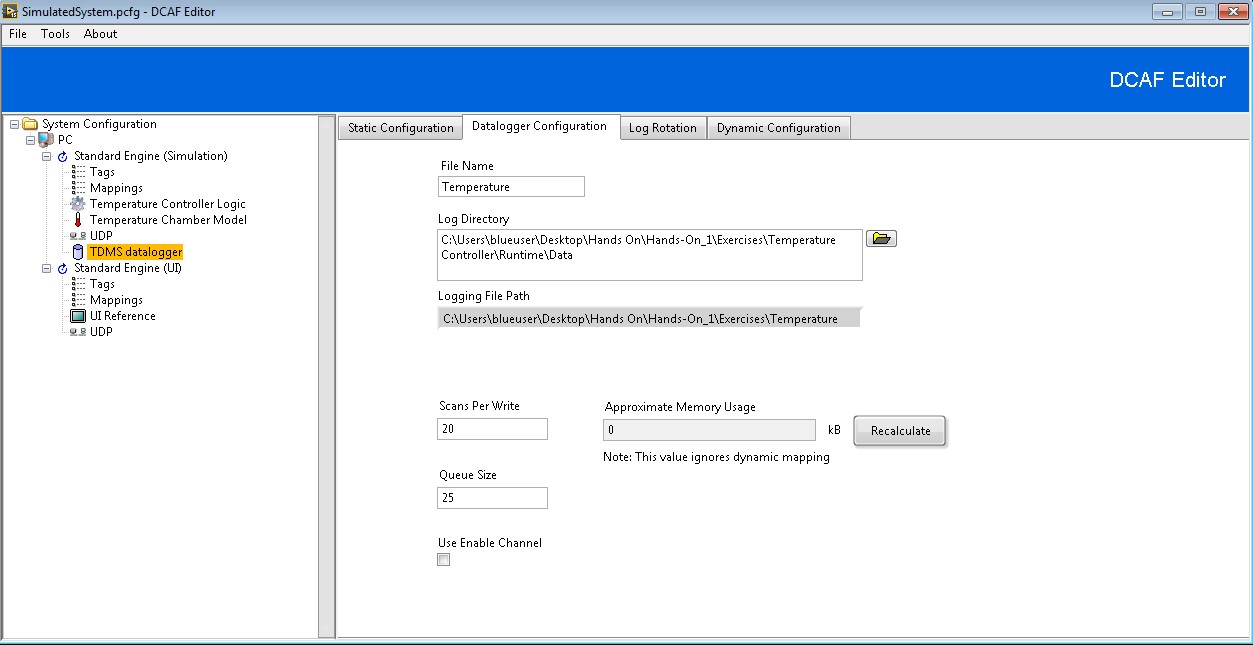 SimulatedSystem.pcfg - DCAF Editor
File Tools About
DCAF Editor
System Configuration
PC
Standard Engine (Simulation)
Tags
Mappings
Temperature Controller Logic
Temperature Chamber Model
UDP
TDMS datalogger
Standard Engine (UI)
Tags
Mappings
UI Reference
UDP
Static Configuration Datalogger Configuration Log Rotation Dynamic Configuration
File Name
Temperature
Log Directory
C:\Users\blueuser\Desktop\Hands On\Hands-On_1\Exercises\Temperature
Controller\Runtime\Data
Logging File Path
C:\Users\blueuser\Desktop\Hands On\Hands-On_1\Exercises\Temperature
Scans Per Write
20
Approximate Memory Usage
0 kB
Recalculate
Note: This value ignores dynamic mapping
Queue Size
25
Use Enable Channel